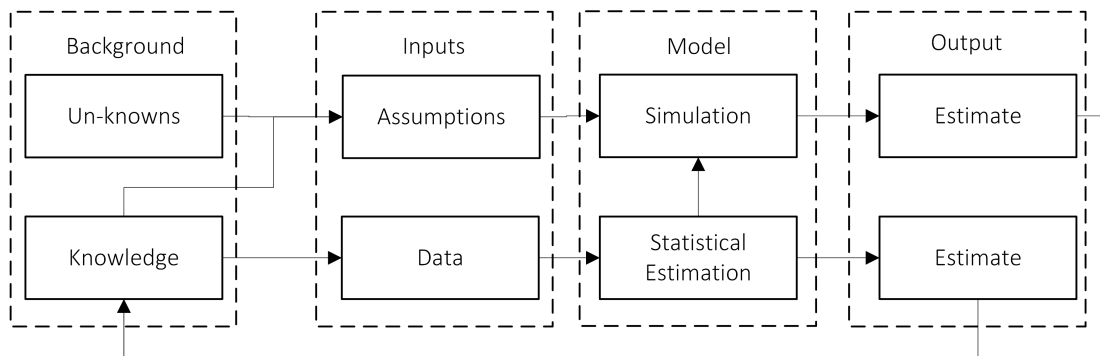 Background
Inputs
Model
Output
Un-knowns
Assumptions
Simulation
Estimate
Knowledge
Data
Statistical
Estimation
Estimate